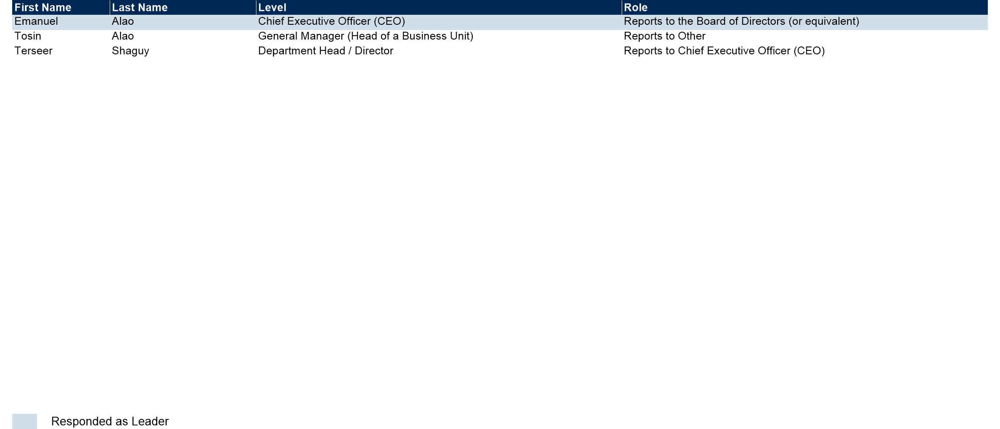 First Name Last Name Level Role
Emanuel Alao Chief Executive Officer (CEO) Reports to the Board of Directors (or equivalent)
Tosin Alao General Manager (Head of a Business Unit) Reports to Other
Terseer Shaguy Department Head / Director Reports to Chief Executive Officer (CEO)
Responded as Leader